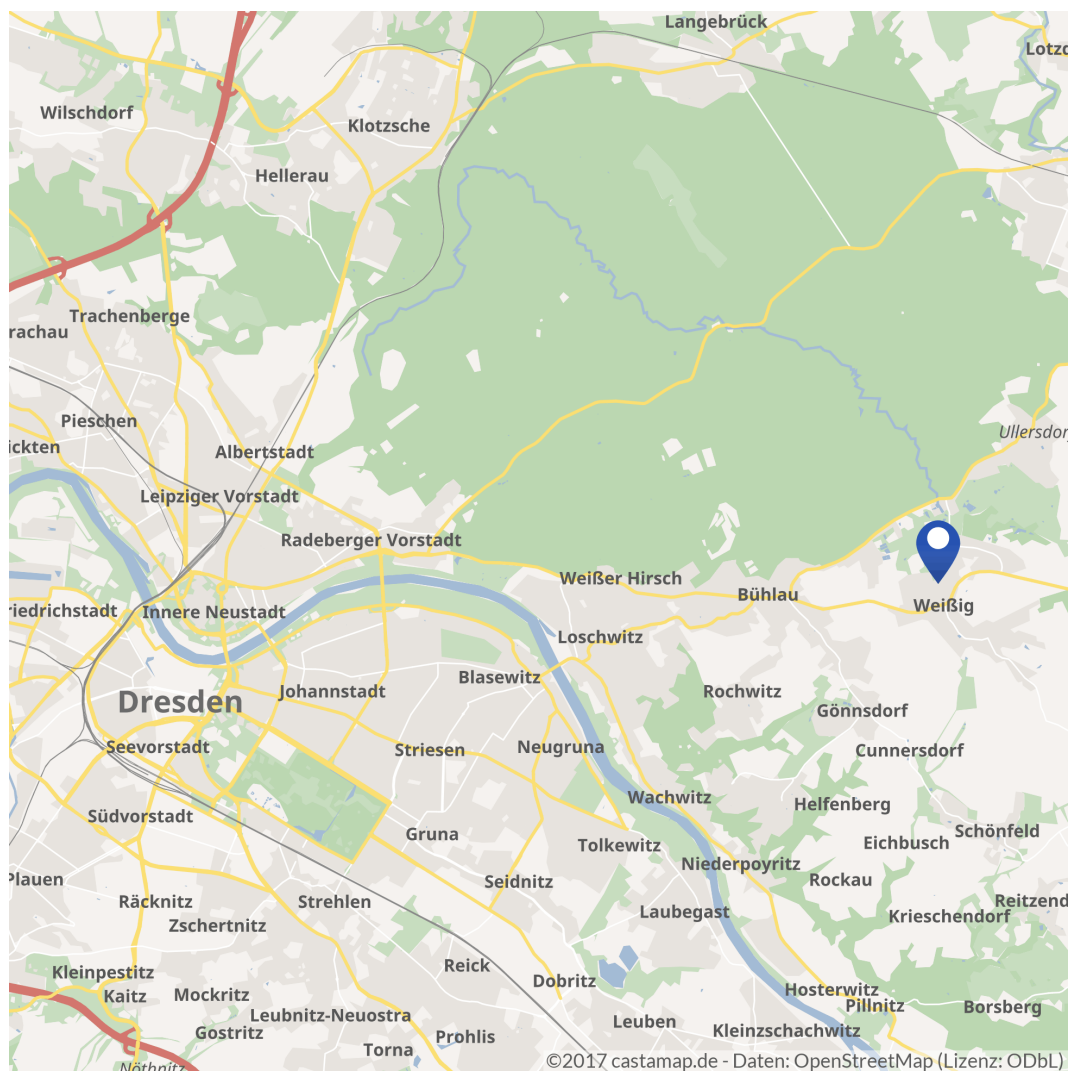 Langebrück
Wilschdorf
Klotzsche
Hellerau
Trachenberge
rachau
Pieschen
ickten
Albertstadt
Ullersdorf
Leipziger Vorstadt
Radeberger Vorstadt
Weißer Hirsch
Bühlau
Weißig
riedrichstadt
Innere Neustadt
Loschwitz
Blasewitz
Johannstadt
Dresden
Rochwitz
Gönnsdorf
Seevorstadt
Striesen
Neugruna
Cunnersdorf
Wachwitz
Helfenberg
Südvorstadt
Gruna
Tolkewitz
Eichbusch
Schönfeld
Niederpoyritz
Plauen
Seidnitz
Rockau
Räcknitz
Strehlen
Laubegast
Krieschendorf
Reitzend
Zschertnitz
Reick
Kleinpestitz
Dobritz
Hosterwitz
Kaitz
Mockritz
Pillnitz
Borsberg
Leubnitz-Neuostra
Gostritz
Leuben
Kleinzschachwitz
Prohlis
Torna
Nöthnitz
©2017 castamap.de - Daten: OpenStreetMap (Lizenz: ODbL)